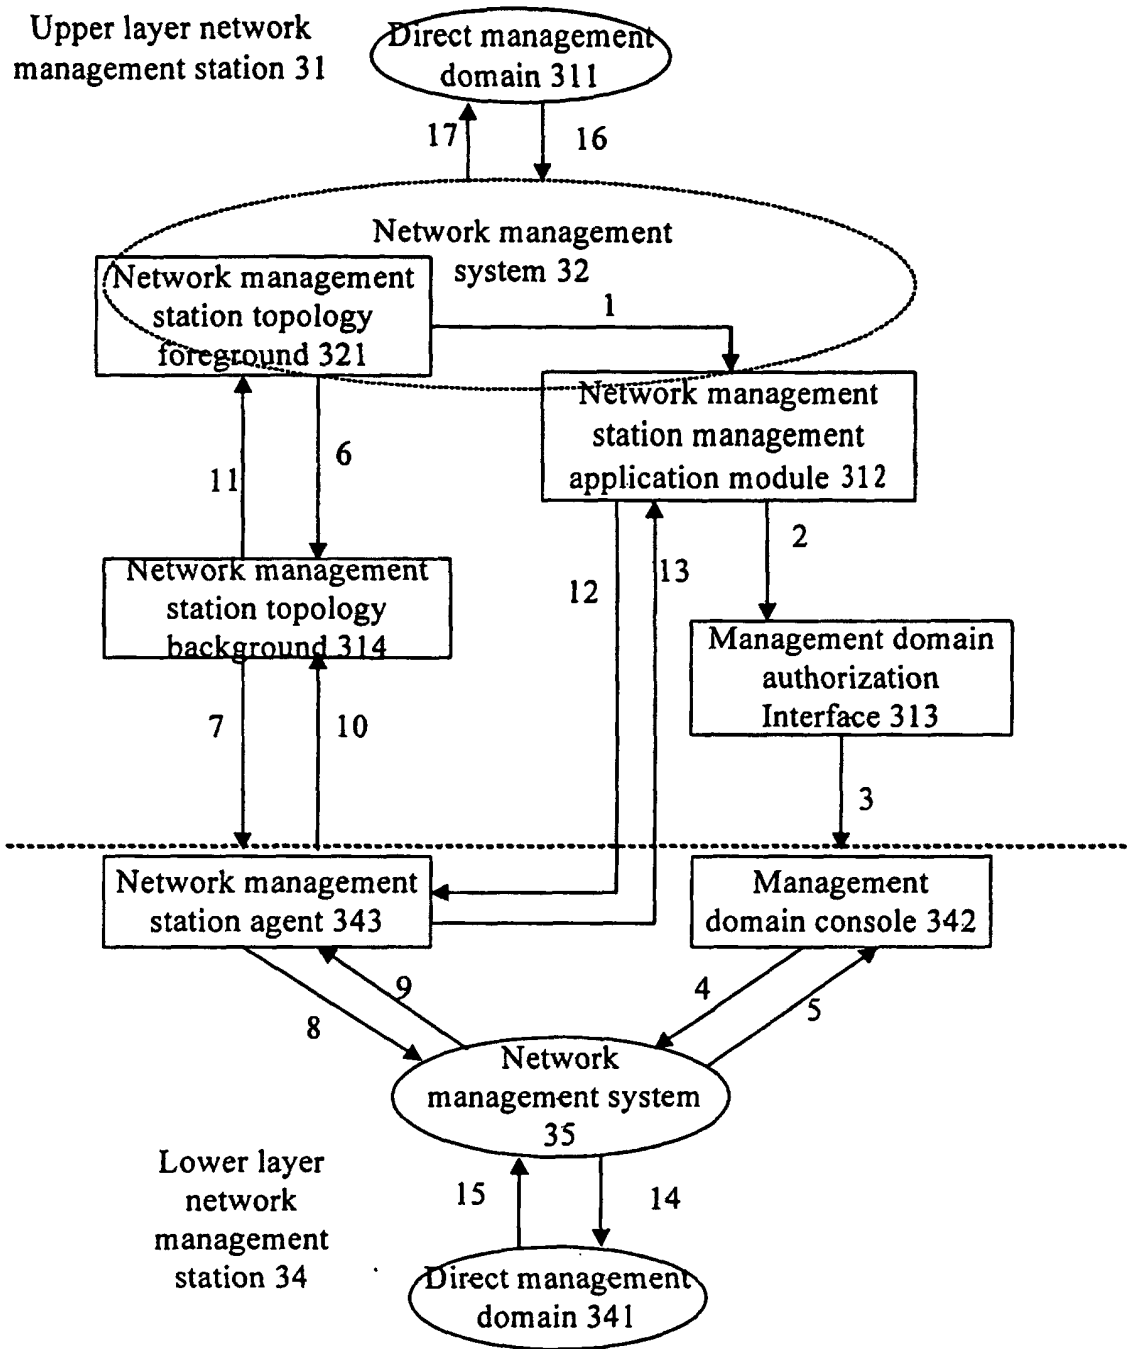 Upper layer network
management station 31
Direct management
domain 311
17
16
Network management
system 32
Network management
station topology
foreground 321
1
Network management
station management
application module 312
11
6
2
12
13
Network management
station topology
background 314
Management domain
authorization
Interface 313
7
10
3
Network management
station agent 343
Management
domain console 342
9
4
8
5
Network
management system
35
Lower layer
network
management
station 34
15
14
Direct management
domain 341